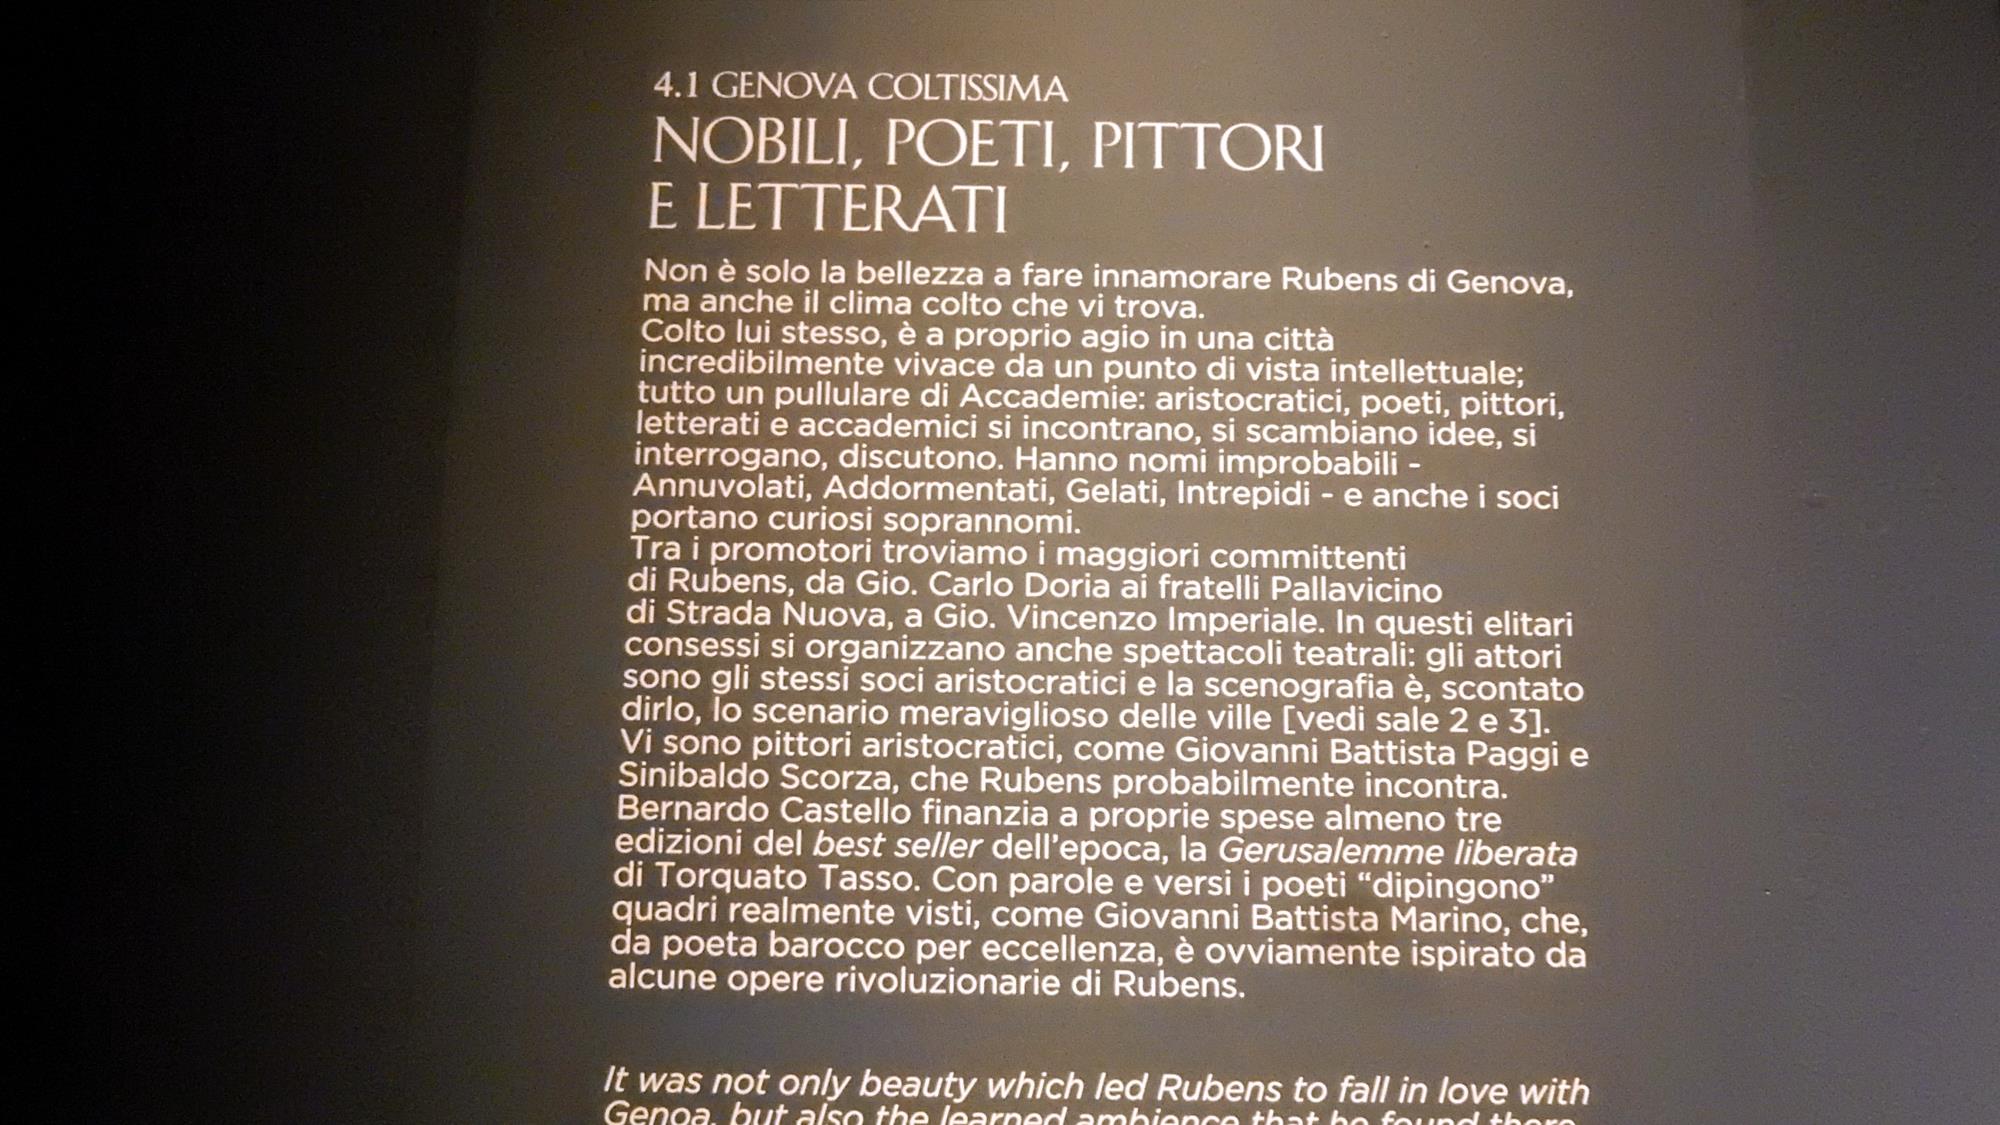 4.1 GENOVA COLTISSIMA
NOBILI, POETI, PITTORI
E LETTERATI
Non è solo la bellezza a fare innamorare Rubens di Genova,
ma anche il clima colto che vi trova.
Colto lui stesso, è a proprio agio in una città
incredibilmente vivace da un punto di vista intellettuale;
tutto un pullulare di Accademie: aristocratici, poeti, pittori,
letterati e accademici si incontrano, si scambiano idee, si
interrogano, discutono. Hanno nomi improbabili -
Annuvolati, Addormentati, Gelati, Intrepidi - e anche i soci
portano curiosi soprannomi.
Tra i promotori troviamo i maggiori committenti
di Rubens, da Gio. Carlo Doria ai fratelli Pallavicino
di Strada Nuova, a Gio. Vincenzo Imperiale. In questi elitari
consessi si organizzano anche spettacoli teatrali: gli attori
sono gli stessi soci aristocratici e la scenografia è, scontato
dirlo, lo scenario meraviglioso delle ville [vedi sale 2 e 3].
Vi sono pittori aristocratici, come Giovanni Battista Paggi e
Sinibaldo Scorza, che Rubens probabilmente incontra.
Bernardo Castello finanzia a proprie spese almeno tre
edizioni del best seller dell'epoca, la Gerusalemme liberata
di Torquato Tasso. Con parole e versi i poeti “dipingono”
quadri realmente visti, come Giovanni Battista Marino, che,
da poeta barocco per eccellenza, è ovviamente ispirato da
alcune opere rivoluzionarie di Rubens.
It was not only beauty which led Rubens to fall in love with
Genoa, but also the learned ambience that he found there.